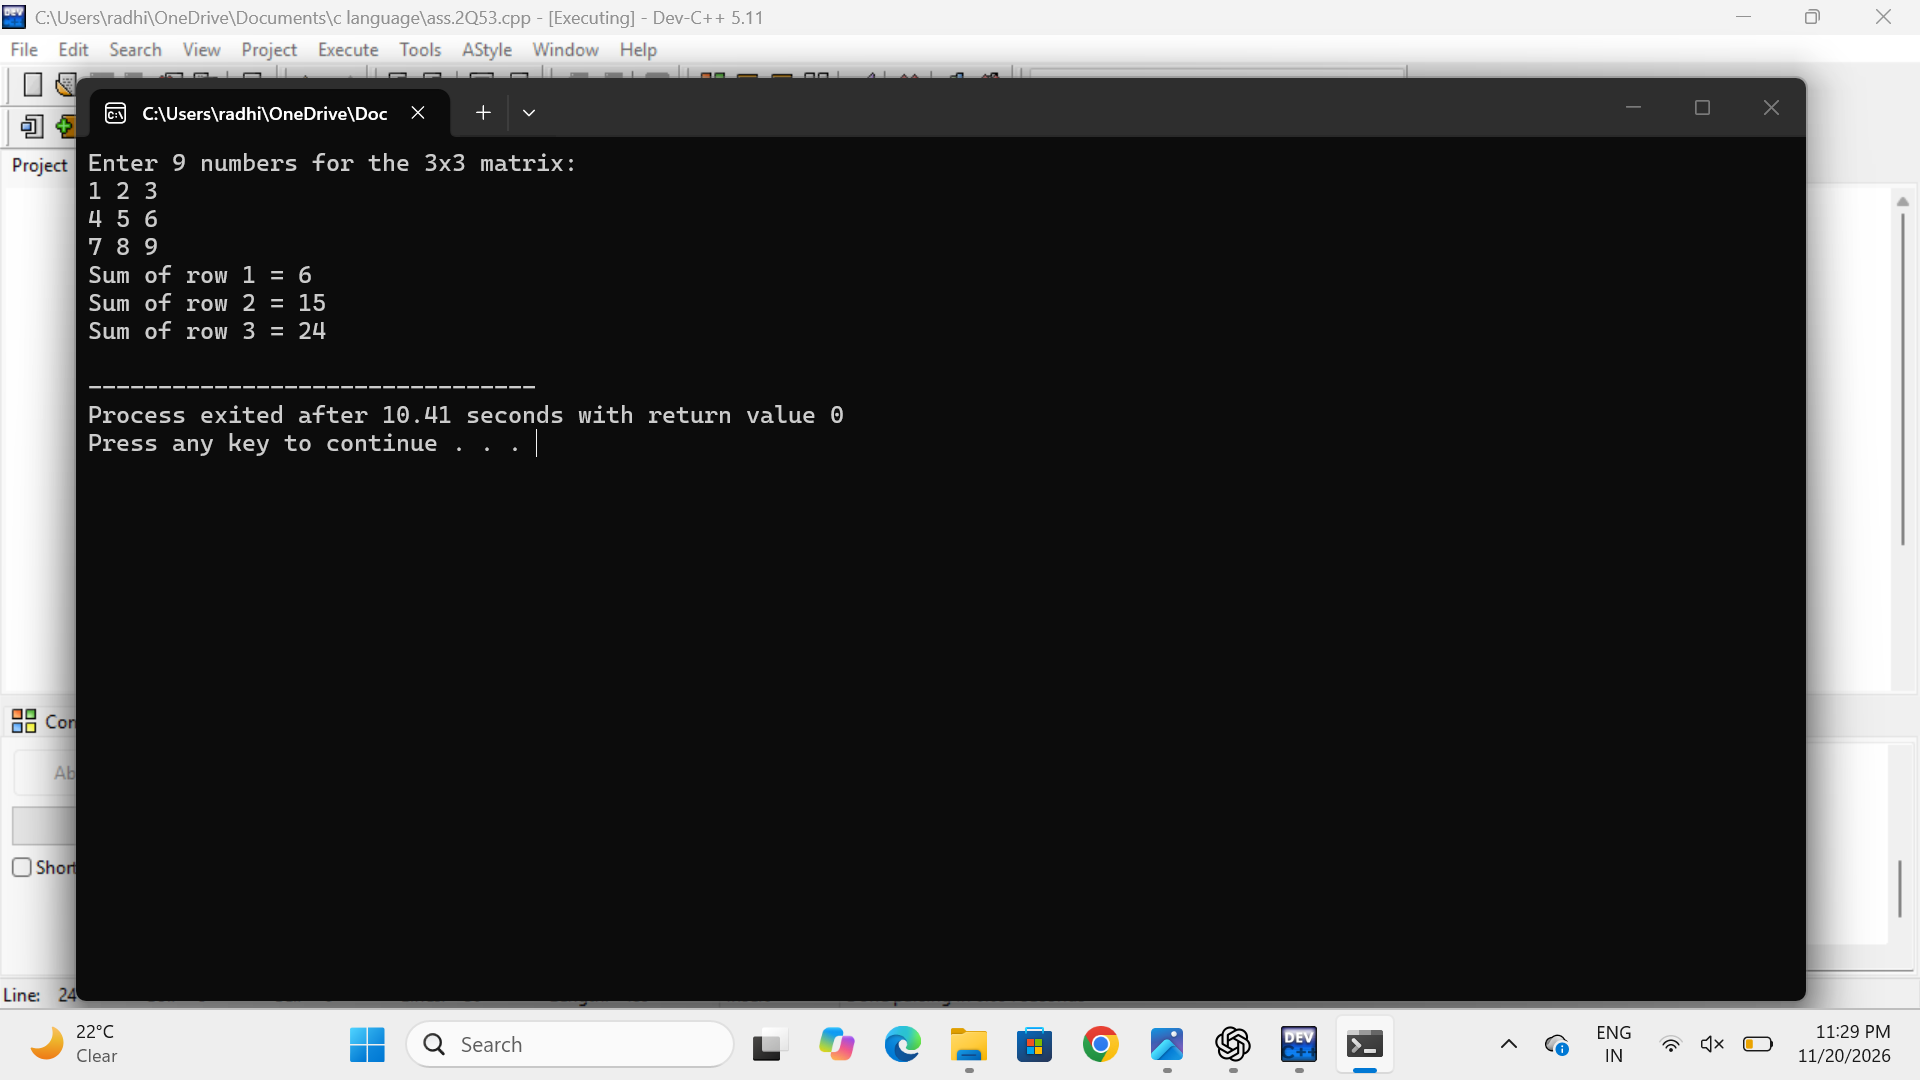 C:\Users\radhi\OneDrive\Documents\c language\ass.2Q53.cpp - [Executing] - Dev-C++ 5.11
File Edit Search View Project Execute Tools AStyle Window Help
C:\Users\radhi\OneDrive\Doc
Project
Enter 9 numbers for the 3x3 matrix:
1 2 3
4 5 6
7 8 9
Sum of row 1 = 6
Sum of row 2 = 15
Sum of row 3 = 24
--------------------------------
Process exited after 10.41 seconds with return value 0
Press any key to continue . . .
Con
Ab
Short
Line: 24
22°C
Clear
Search
DEV C++
ENG
IN
11:29 PM
11/20/2026